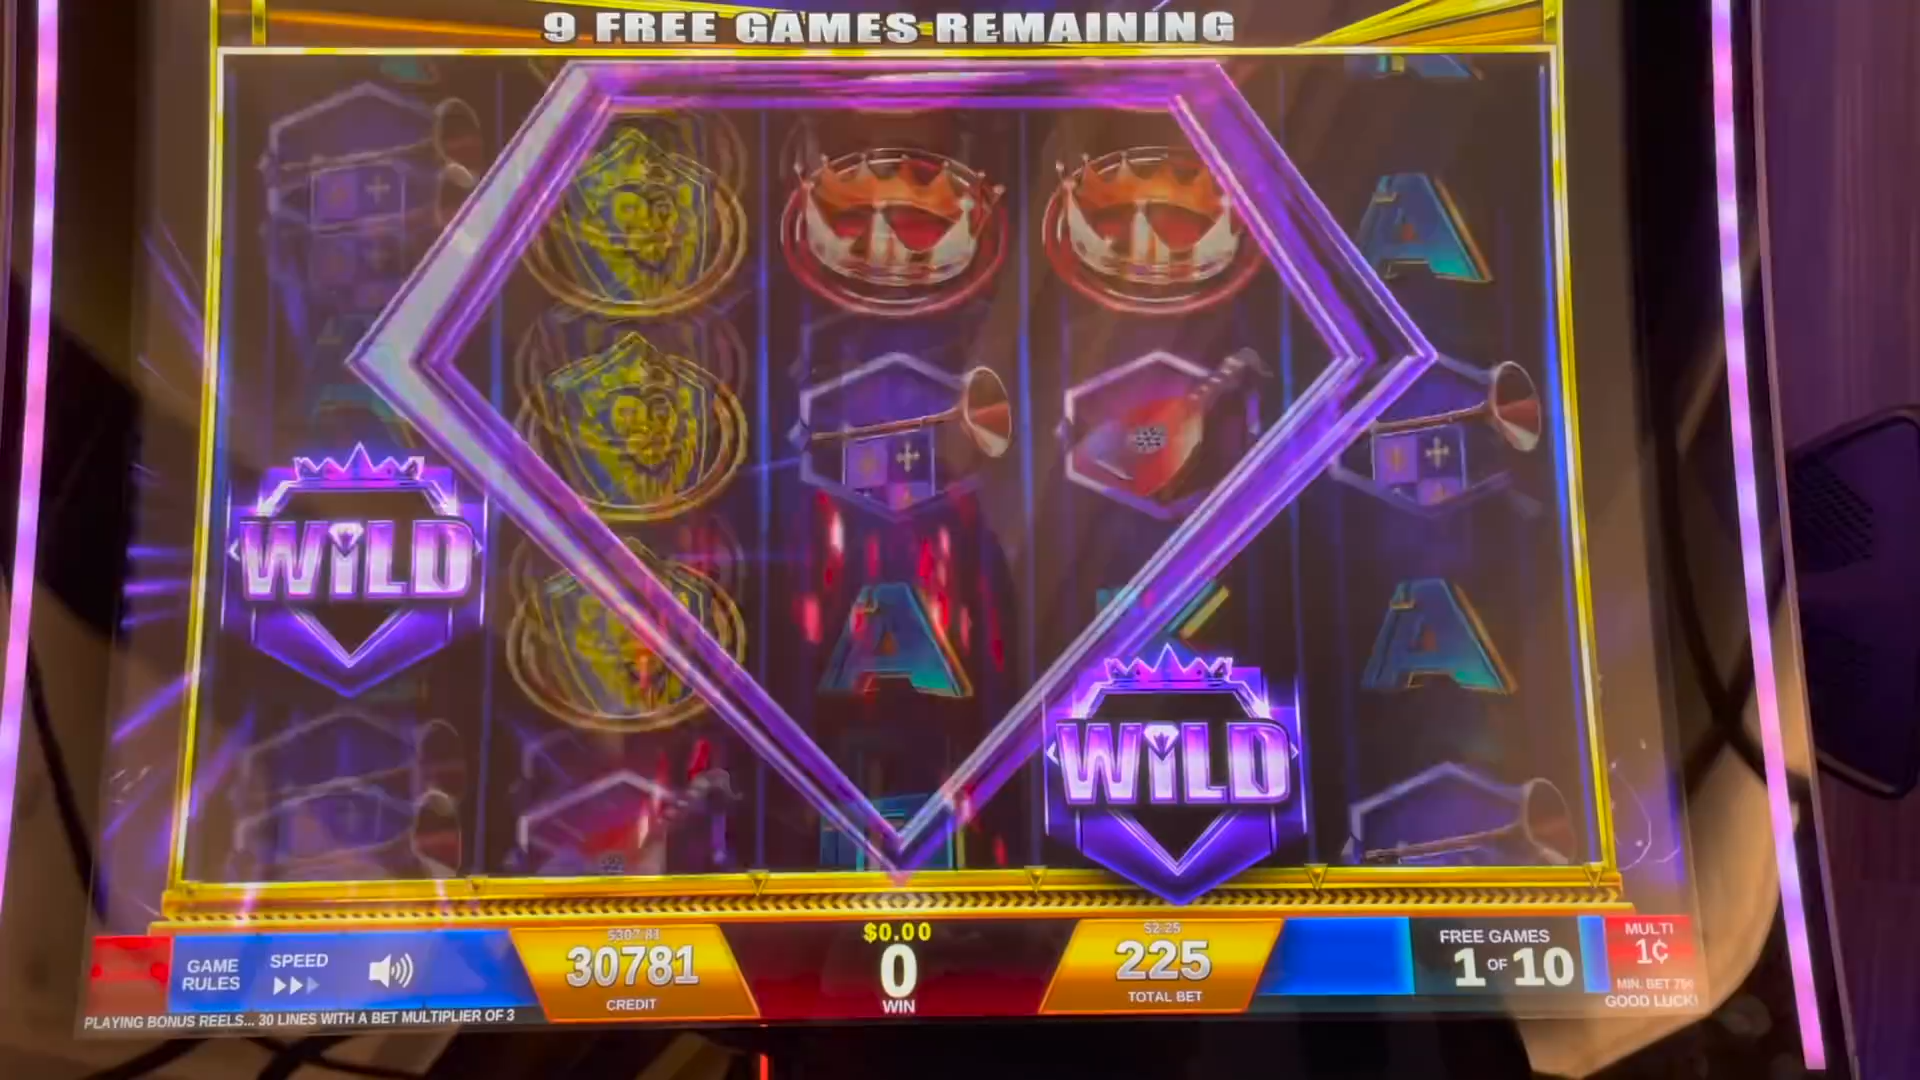 9 FREE GAMES REMAINING
A
WiLD
A
K
A
WiLD
GAME RULES
SPEED
$307.81
30781
CREDIT
$0.00
0
WIN
$2.25
225
TOTAL BET
FREE GAMES
1 OF 10
MULTI
1¢
MIN. BET 75¢
GOOD LUCK!
PLAYING BONUS REELS... 30 LINES WITH A BET MULTIPLIER OF 3